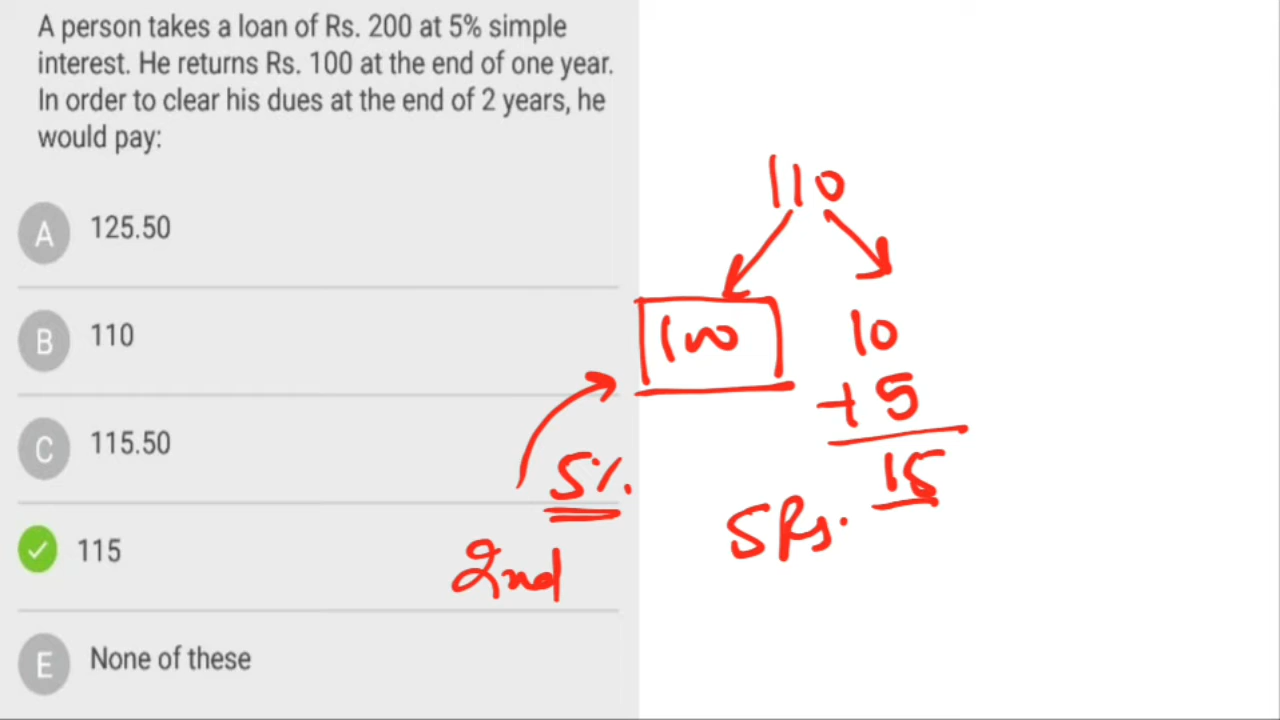 A person takes a loan of Rs. 200 at 5% simple
interest. He returns Rs. 100 at the end of one year.
In order to clear his dues at the end of 2 years, he
would pay:
A 125.50
B 110
C 115.50
115
E None of these
110
100
10
+ 5
15
5%.
5 Rs.
2nd